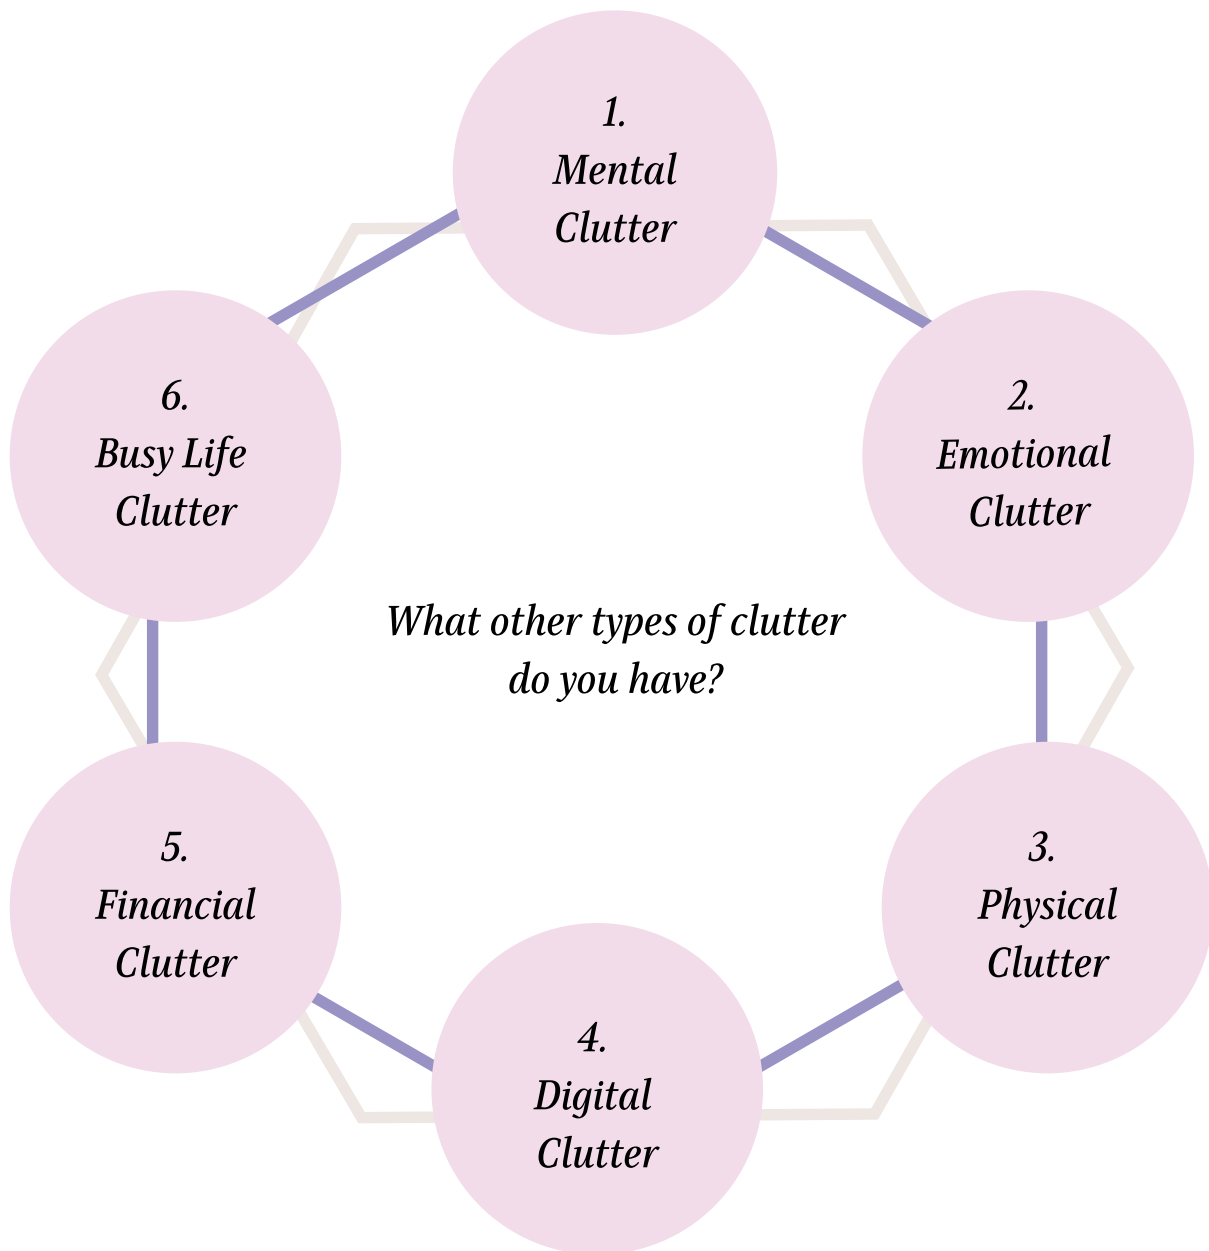 1.
Mental
Clutter
2.
Emotional
Clutter
3.
Physical
Clutter
4.
Digital
Clutter
5.
Financial
Clutter
6.
Busy Life
Clutter
What other types of clutter
do you have?